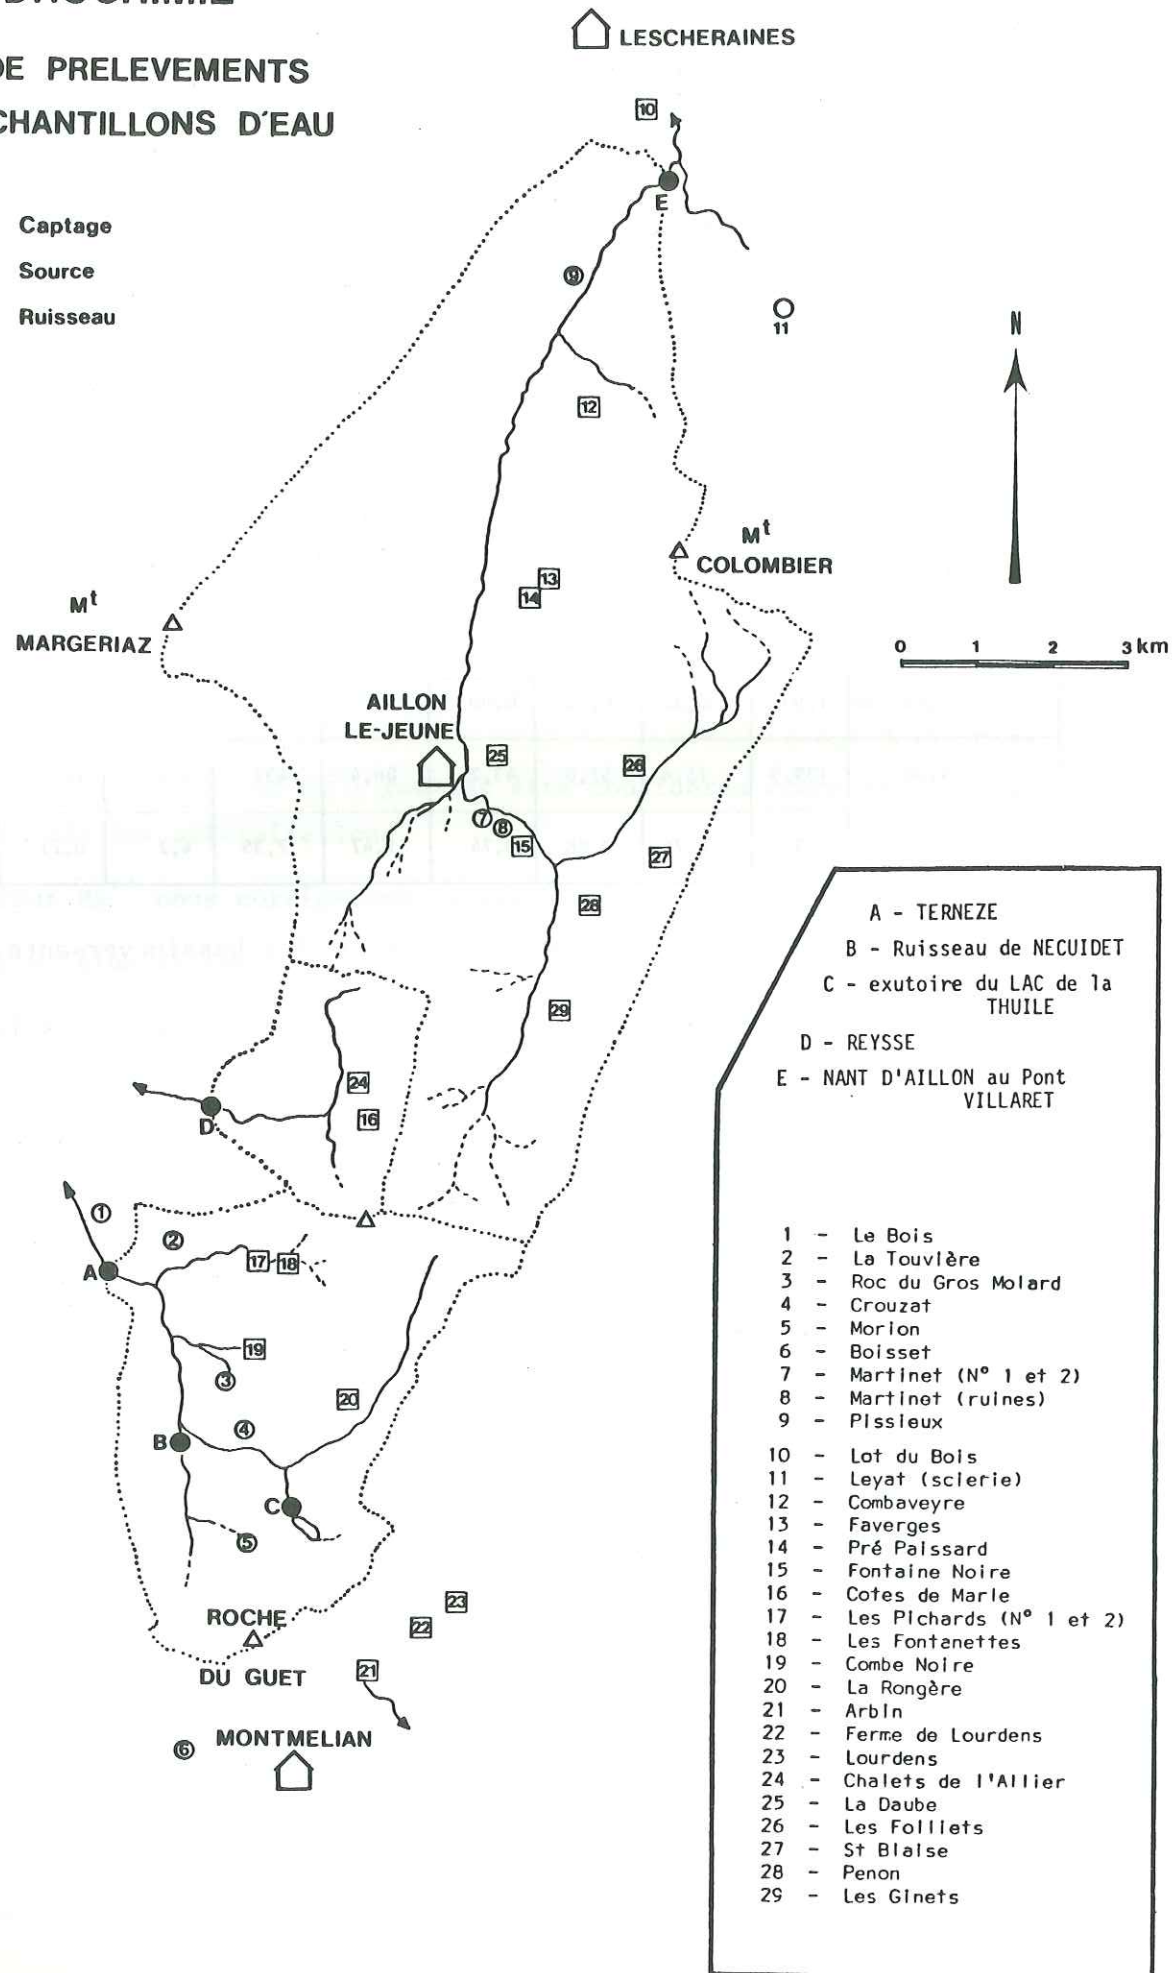 DE PRELEVEMENTS
CHANTILLONS D'EAU
Captage
Source
Ruisseau
LESCHERAINES
10
E
9
11
N
12
Mt
COLOMBIER
13
14
Mt
MARGERIAZ
0 1 2 3 km
AILLON
LE-JEUNE
25
26
7
8
15
27
28
29
24
D
16
1
2
A
17
18
19
3
20
4
B
C
5
23
ROCHE
22
DU GUET
21
MONTMELIAN
6
A - TERNEZE
B - Ruisseau de NECUIDET
C - exutoire du LAC de la
THUILE
D - REYSSE
E - NANT D'AILLON au Pont
VILLARET
1 - Le Bois
2 - La Touvière
3 - Roc du Gros Molard
4 - Crouzat
5 - Morion
6 - Boisset
7 - Martinet (N° 1 et 2)
8 - Martinet (ruines)
9 - Pissieux
10 - Lot du Bois
11 - Leyat (scierie)
12 - Combaveyre
13 - Faverges
14 - Pré Paissard
15 - Fontaine Noire
16 - Cotes de Marle
17 - Les Pichards (N° 1 et 2)
18 - Les Fontanettes
19 - Combe Noire
20 - La Rongère
21 - Arbin
22 - Ferme de Lourdens
23 - Lourdens
24 - Chalets de l'Allier
25 - La Daube
26 - Les Folliets
27 - St Blaise
28 - Penon
29 - Les Ginets